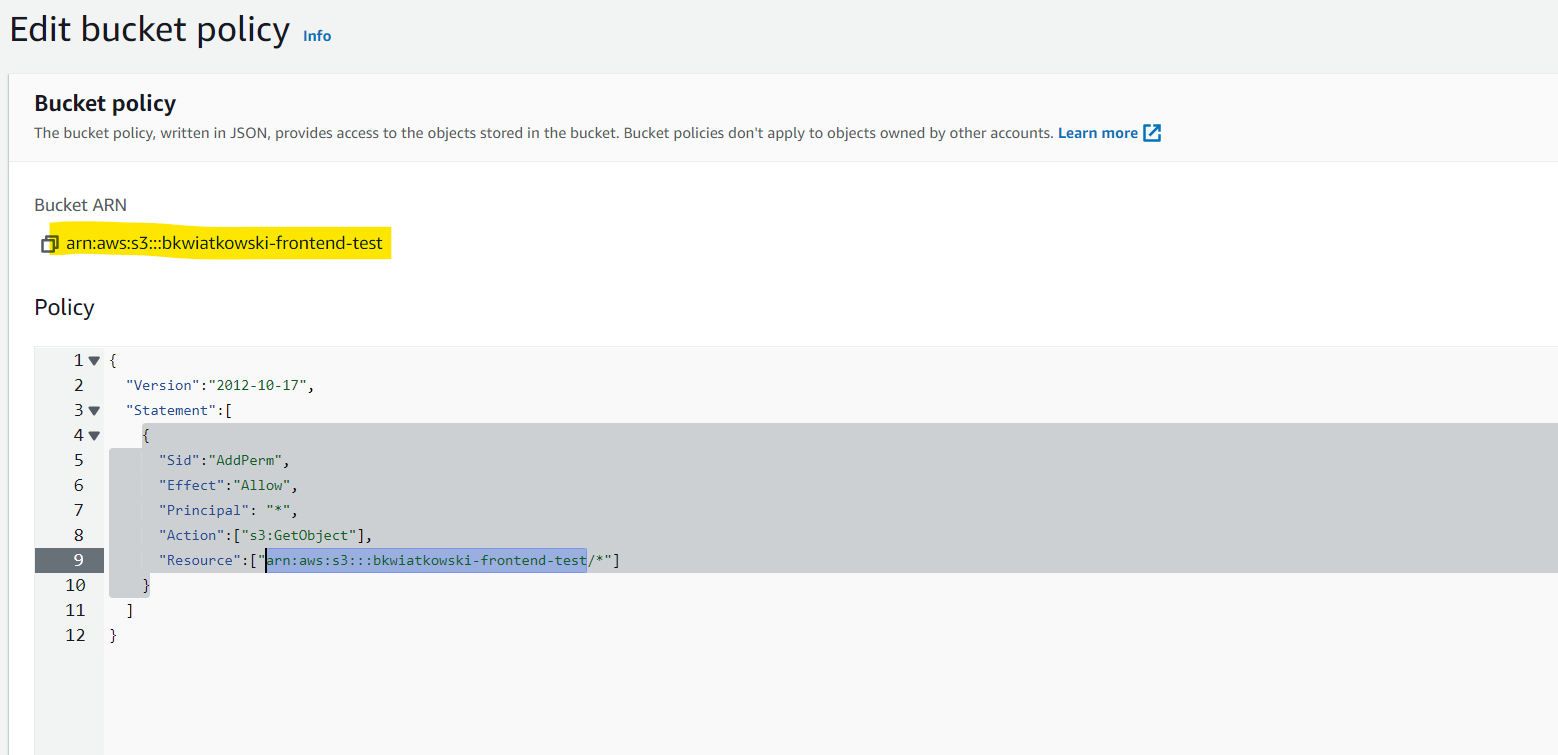 Edit bucket policy Info
Bucket policy
The bucket policy, written in JSON, provides access to the objects stored in the bucket. Bucket policies don't apply to objects owned by other accounts. Learn more
Bucket ARN
arn:aws:s3:::bkwiatkowski-frontend-test
Policy
1 {
2 "Version":"2012-10-17",
3 "Statement":[
4 {
5 "Sid":"AddPerm",
6 "Effect":"Allow",
7 "Principal": "*",
8 "Action":["s3:GetObject"],
9 "Resource":["arn:aws:s3:::bkwiatkowski-frontend-test/*"]
10 }
11 ]
12 }